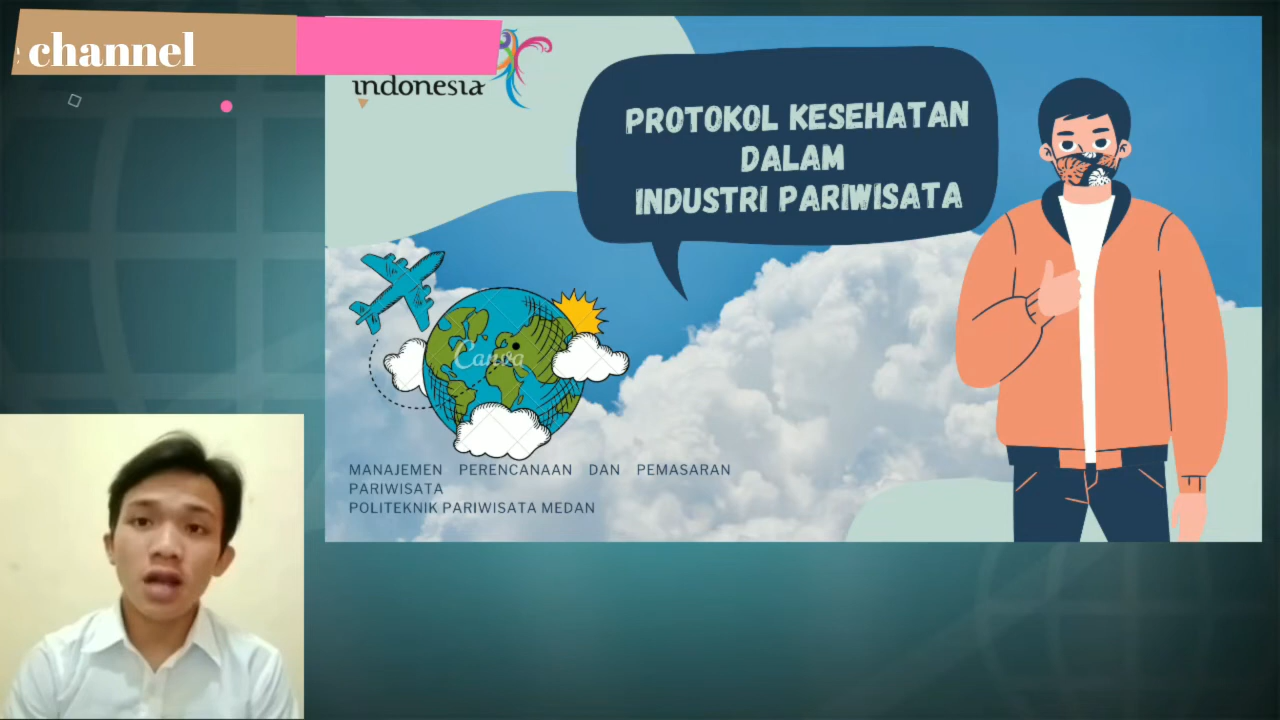 channel
indonesia
PROTOKOL KESEHATAN
DALAM
INDUSTRI PARIWISATA
Canva
MANAJEMEN PERENCANAAN DAN PEMASARAN
PARIWISATA
POLITEKNIK PARIWISATA MEDAN